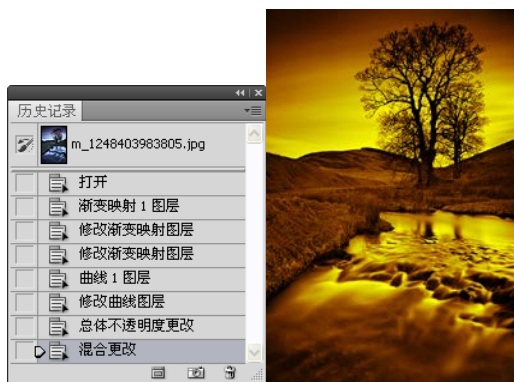 历史记录
m_1248403983805.jpg
打开
渐变映射 1 图层
修改渐变映射图层
修改渐变映射图层
曲线 1 图层
修改曲线图层
总体不透明度更改
混合更改